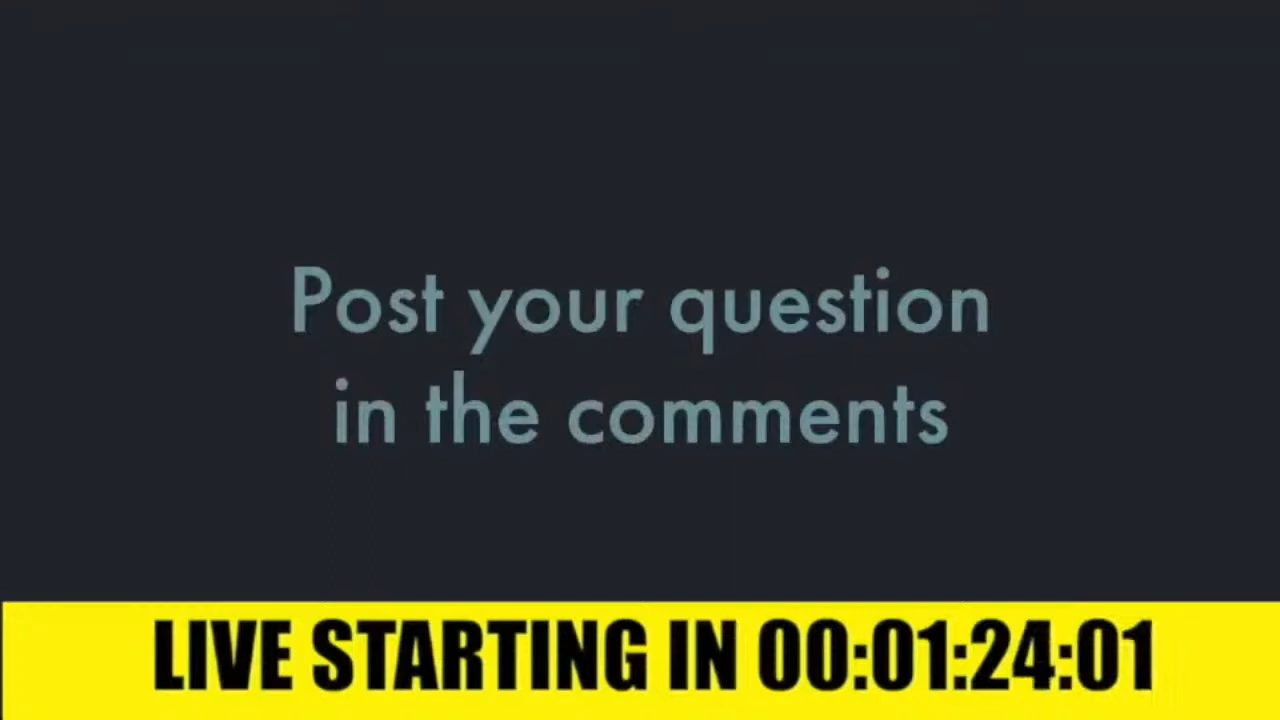 Post your question
in the comments
LIVE STARTING IN 00:01:24:01